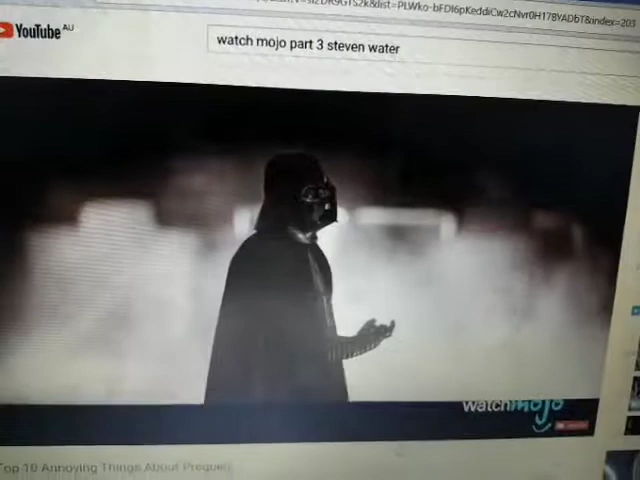 YouTube AU
watch mojo part 3 steven water
watchmojo
Top 10 Annoying Things About Prequels